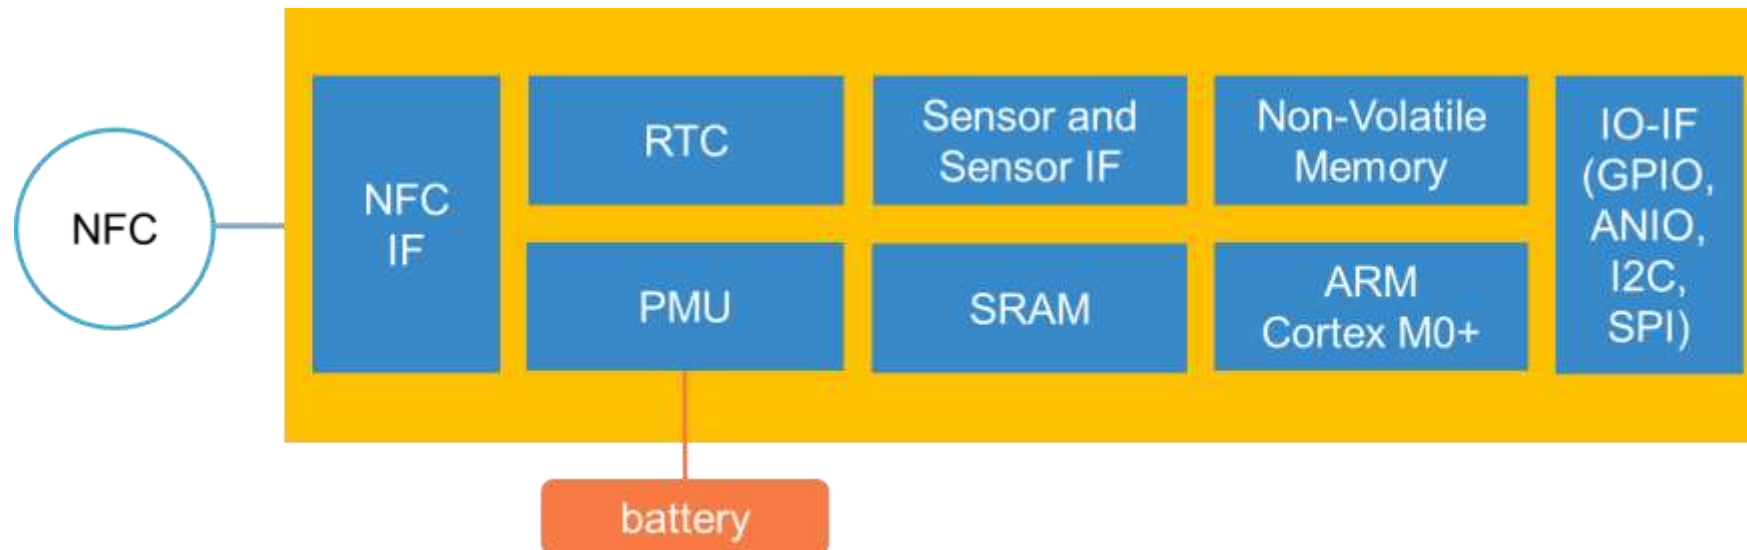 NFC
NFC
IF
RTC
PMU
Sensor and
Sensor IF
SRAM
Non-Volatile
Memory
ARM
Cortex M0+
IO-IF
(GPIO,
ANIO,
I2C,
SPI)
battery